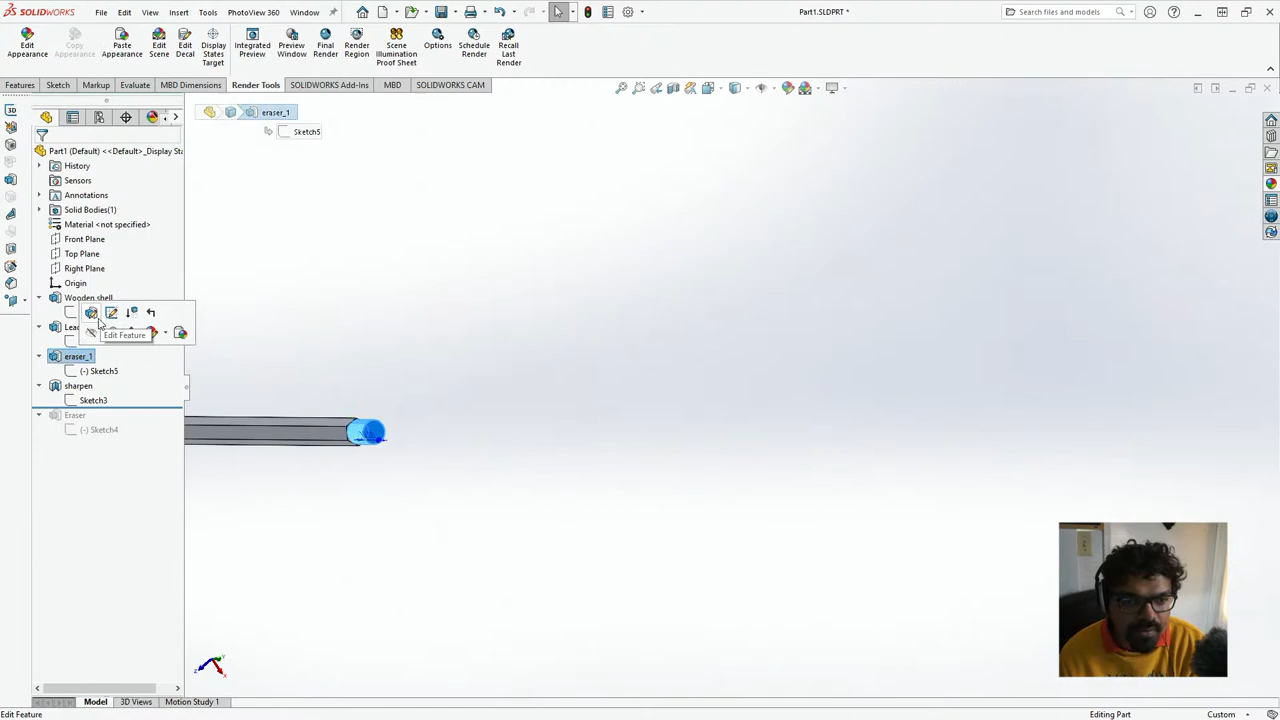 SOLIDWORKS File Edit View Insert Tools PhotoView 360 Window Part1.SLDPRT * Search files and models
Edit Appearance Copy Appearance Paste Appearance Edit Scene Edit Decal Display States Target Integrated Preview Preview Window Final Render Render Region Scene Illumination Proof Sheet Options Schedule Render Recall Last Render
Features Sketch Markup Evaluate MBD Dimensions Render Tools SOLIDWORKS Add-Ins MBD SOLIDWORKS CAM
eraser_1
Sketch5
Part1 (Default) <<Default>_Display Sta
History
Sensors
Annotations
Solid Bodies(1)
Material <not specified>
Front Plane
Top Plane
Right Plane
Origin
Wooden shell
Lead
Edit Feature
eraser_1
(-) Sketch5
sharpen
Sketch3
Eraser
(-) Sketch4
Z Y X
Model 3D Views Motion Study 1
Edit Feature Editing Part Custom